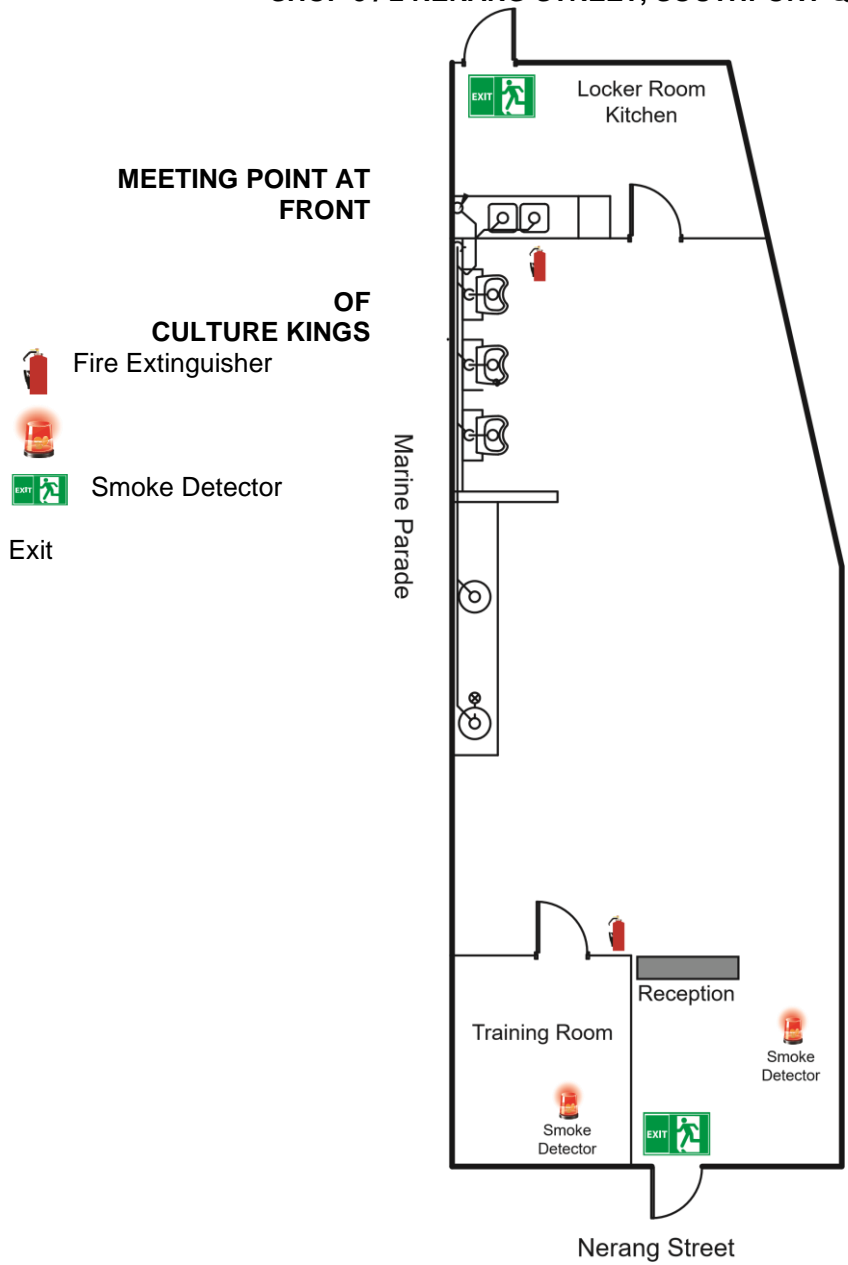 EXIT
Locker Room
Kitchen
MEETING POINT AT
FRONT
OF
CULTURE KINGS
Fire Extinguisher
EXIT
Smoke Detector
Exit
Marine Parade
Reception
Training Room
Smoke
Detector
Smoke
Detector
EXIT
Nerang Street